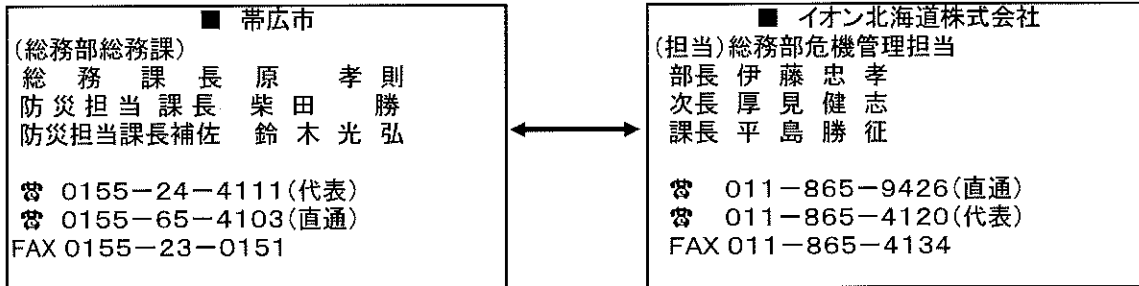 ■ 帯広市
(総務部総務課)
総務課長 原 孝則
防災担当課長 柴田 勝
防災担当課長補佐 鈴木光弘
☎ 0155-24-4111(代表)
☎ 0155-65-4103(直通)
FAX 0155-23-0151
■ イオン北海道株式会社
(担当)総務部危機管理担当
部長 伊藤忠孝
次長 厚見健志
課長 平島勝征
☎ 011-865-9426(直通)
☎ 011-865-4120(代表)
FAX 011-865-4134